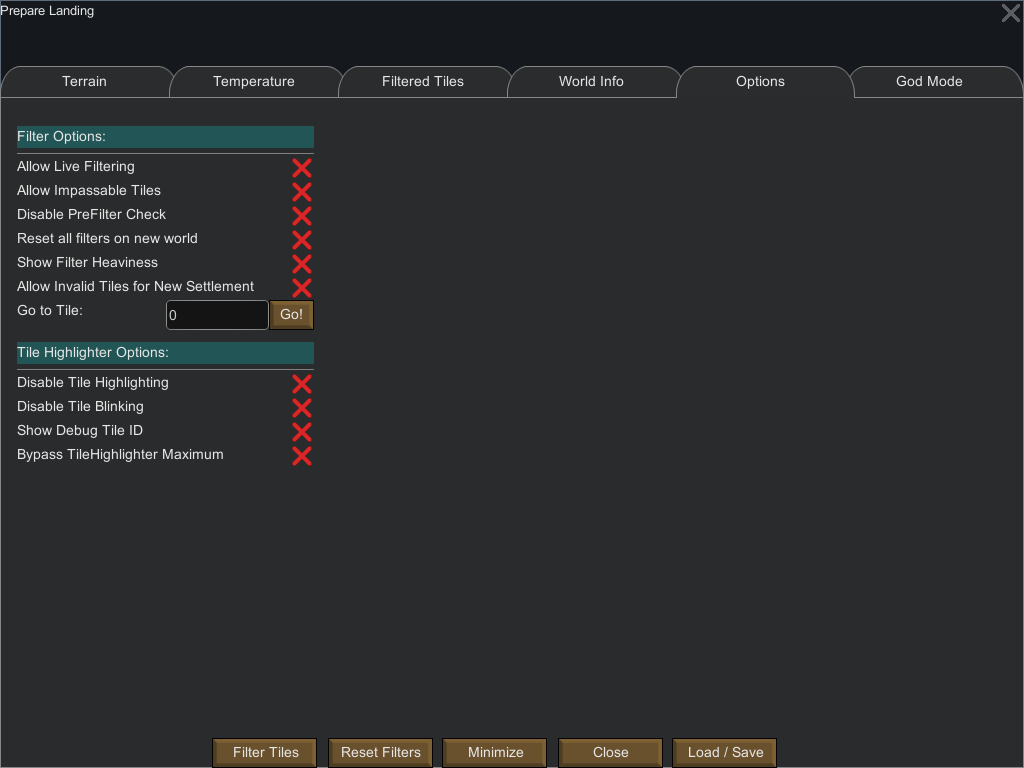 Prepare Landing
Terrain Temperature Filtered Tiles World Info Options God Mode
Filter Options:
Allow Live Filtering
Allow Impassable Tiles
Disable PreFilter Check
Reset all filters on new world
Show Filter Heaviness
Allow Invalid Tiles for New Settlement
Go to Tile: 0 Go!
Tile Highlighter Options:
Disable Tile Highlighting
Disable Tile Blinking
Show Debug Tile ID
Bypass TileHighlighter Maximum
Filter Tiles Reset Filters Minimize Close Load / Save